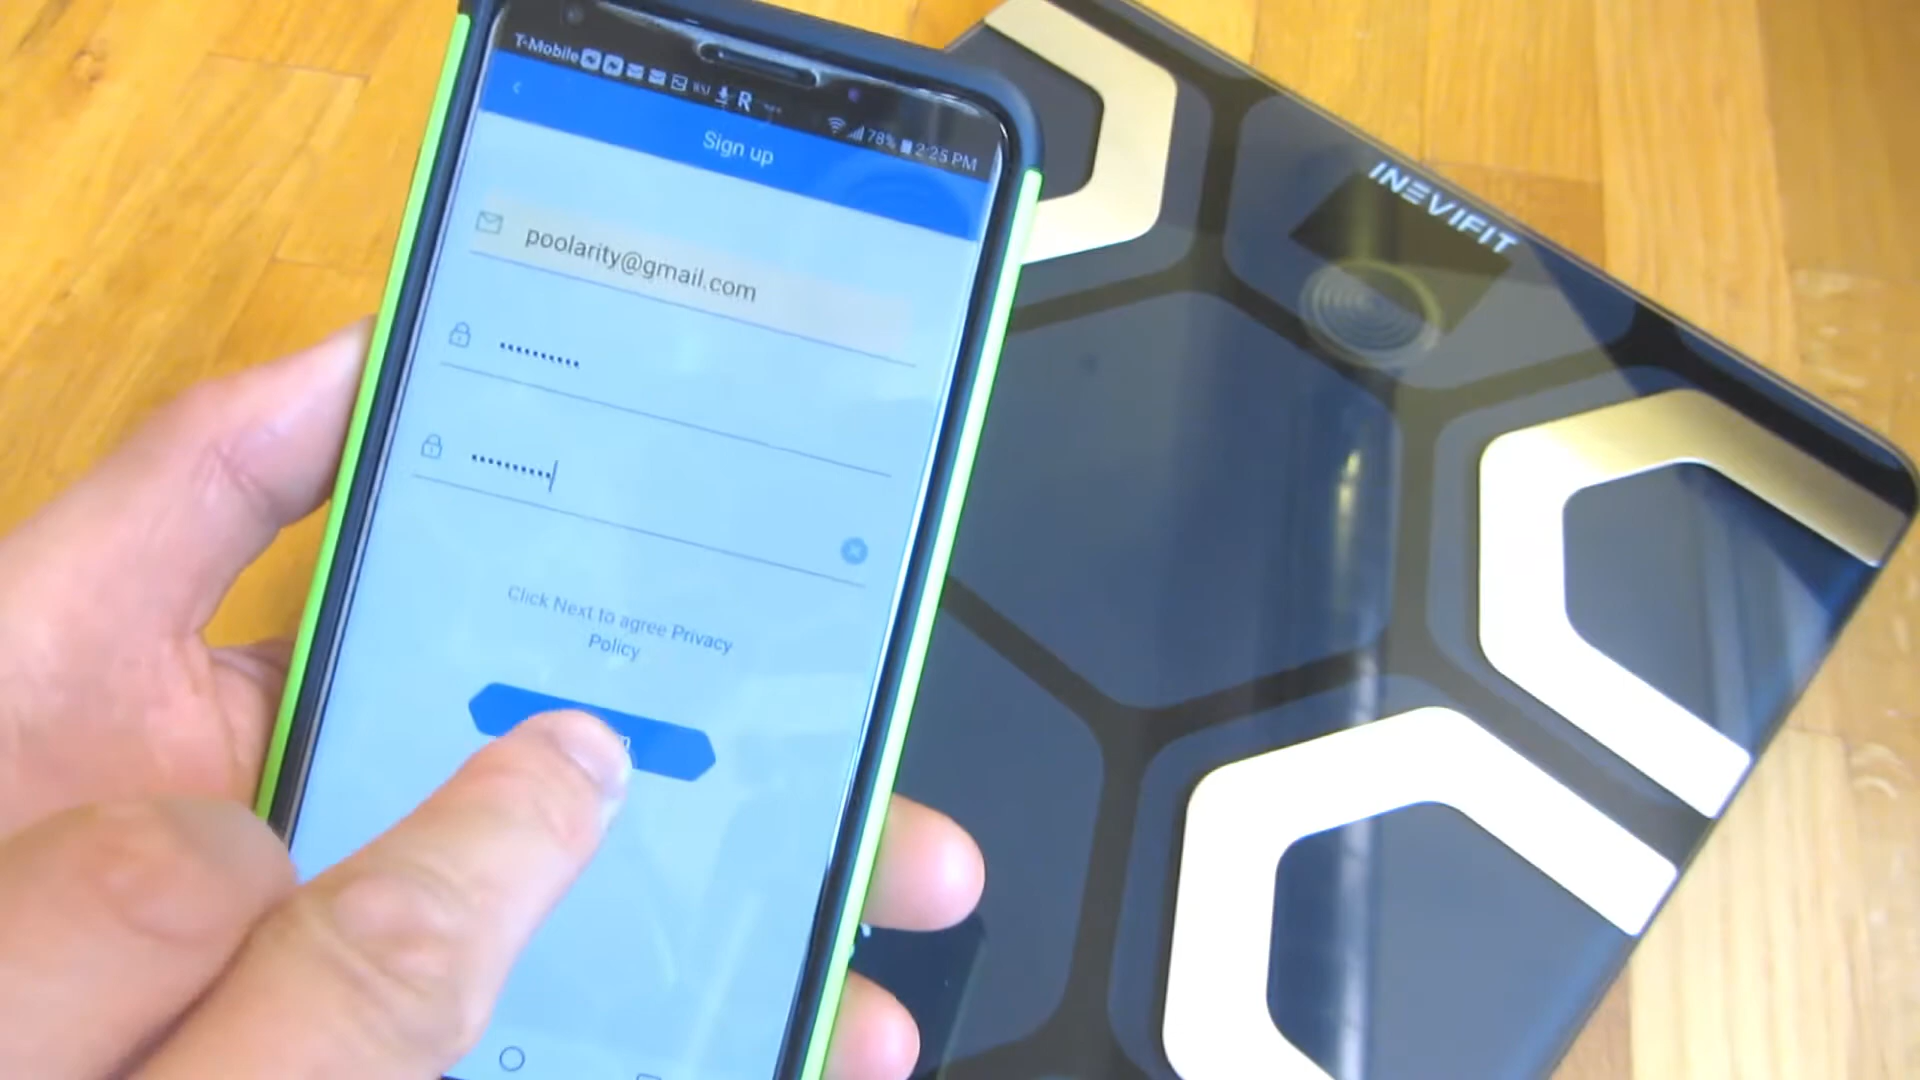 T-Mobile R 78% 2:25 PM
Sign up
poolarity@gmail.com
Click Next to agree Privacy
Policy
INEVIFIT